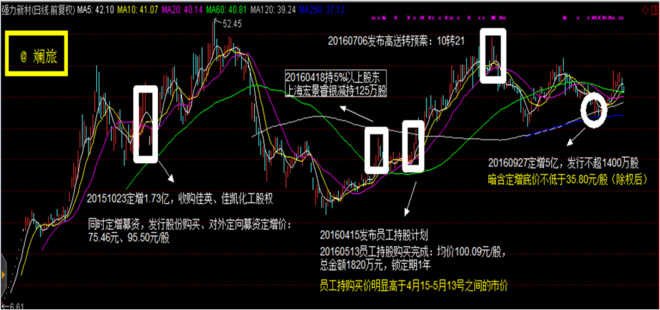 强力新材(日线 前复权) MA5: 42.10 MA10: 41.07 MA20: 40.14 MA60: 40.81 MA120: 39.24 MA250: 37.12
@ 斓旅
52.45
20160706发布高送转预案：10转21
20160418持5%以上股东
上海宏景睿银减持125万股
20160927定增5亿，发行不超1400万股
暗含定增底价不低于35.80元/股（除权后）
20151023定增1.73亿，收购佳英、佳凯化工股权
同时定增募资，发行股份购买、对外定向募资定增价：
75.46元、95.50元/股
20160415发布员工持股计划
20160513员工持股购买完成：均价100.09元/股，
总金额1820万元，锁定期1年
员工持购买价明显高于4月15-5月13号之间的市价
6.61